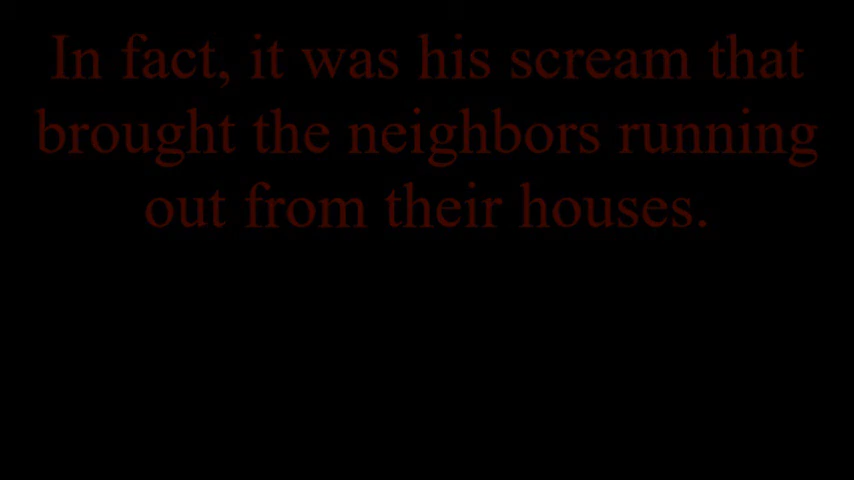 In fact, it was his scream that
brought the neighbors running
out from their houses.